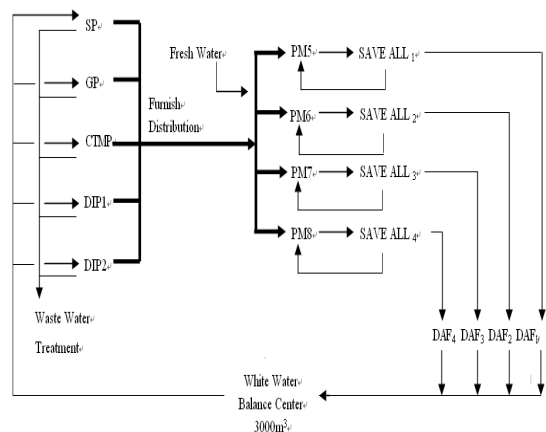 SP
GP
CTMP
DIP1
DIP2
Waste Water
Treatment
Furnish
Distribution
Fresh Water
PM5
SAVE ALL 1
PM6
SAVE ALL 2
PM7
SAVE ALL 3
PM8
SAVE ALL 4
DAF4 DAF3 DAF2 DAF1
White Water
Balance Center
3000m³